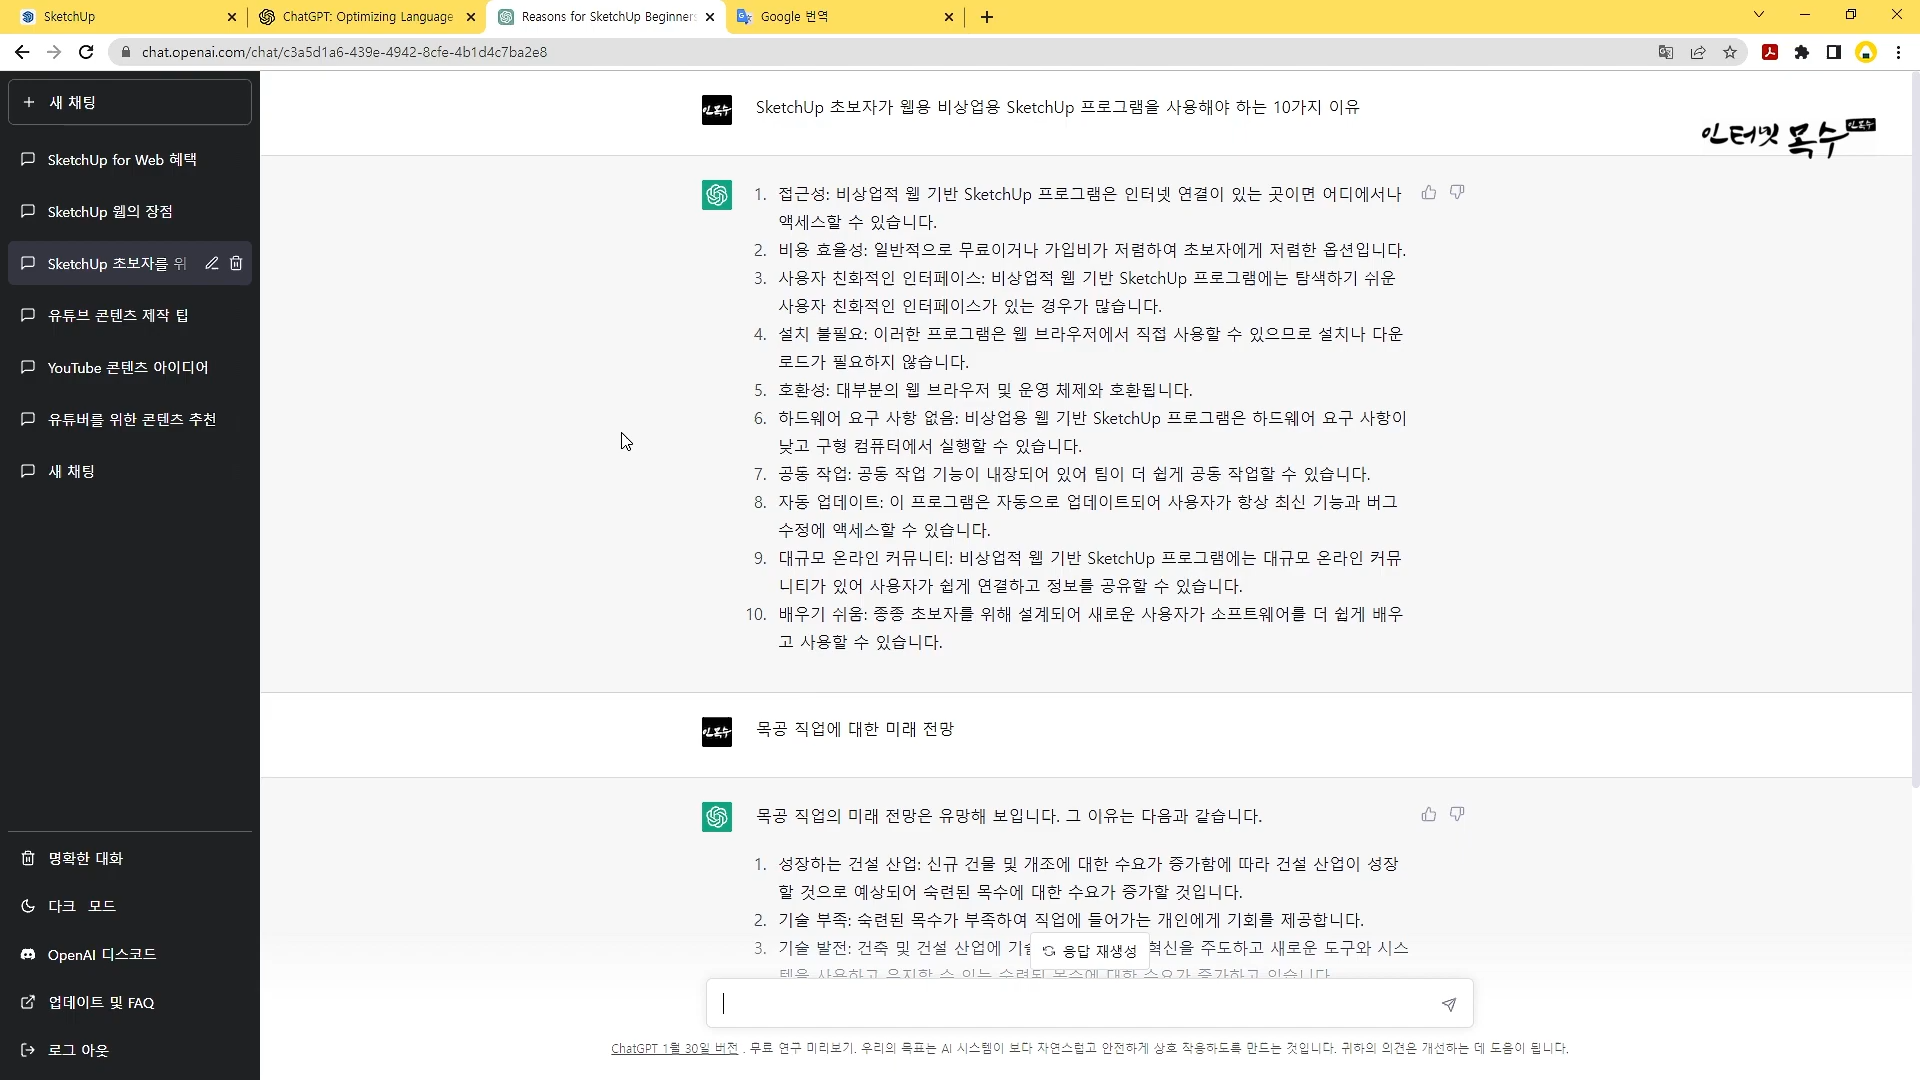 SketchUp
ChatGPT: Optimizing Language
Reasons for SketchUp Beginners
Google 번역
chat.openai.com/chat/c3a5d1a6-439e-4942-8cfe-4b1d4c7ba2e8
새 채팅
SketchUp for Web 혜택
SketchUp 웹의 장점
SketchUp 초보자를 위
유튜브 콘텐츠 제작 팁
YouTube 콘텐츠 아이디어
유튜버를 위한 콘텐츠 추천
새 채팅
명확한 대화
다크 모드
OpenAI 디스코드
업데이트 및 FAQ
로그 아웃
인목수
SketchUp 초보자가 웹용 비상업용 SketchUp 프로그램을 사용해야 하는 10가지 이유
인터넷 목수 인목수
1. 접근성: 비상업적 웹 기반 SketchUp 프로그램은 인터넷 연결이 있는 곳이면 어디에서나
액세스할 수 있습니다.
2. 비용 효율성: 일반적으로 무료이거나 가입비가 저렴하여 초보자에게 저렴한 옵션입니다.
3. 사용자 친화적인 인터페이스: 비상업적 웹 기반 SketchUp 프로그램에는 탐색하기 쉬운
사용자 친화적인 인터페이스가 있는 경우가 많습니다.
4. 설치 불필요: 이러한 프로그램은 웹 브라우저에서 직접 사용할 수 있으므로 설치나 다운
로드가 필요하지 않습니다.
5. 호환성: 대부분의 웹 브라우저 및 운영 체제와 호환됩니다.
6. 하드웨어 요구 사항 없음: 비상업용 웹 기반 SketchUp 프로그램은 하드웨어 요구 사항이
낮고 구형 컴퓨터에서 실행할 수 있습니다.
7. 공동 작업: 공동 작업 기능이 내장되어 있어 팀이 더 쉽게 공동 작업할 수 있습니다.
8. 자동 업데이트: 이 프로그램은 자동으로 업데이트되어 사용자가 항상 최신 기능과 버그
수정에 액세스할 수 있습니다.
9. 대규모 온라인 커뮤니티: 비상업적 웹 기반 SketchUp 프로그램에는 대규모 온라인 커뮤
니티가 있어 사용자가 쉽게 연결하고 정보를 공유할 수 있습니다.
10. 배우기 쉬움: 종종 초보자를 위해 설계되어 새로운 사용자가 소프트웨어를 더 쉽게 배우
고 사용할 수 있습니다.
인목수
목공 직업에 대한 미래 전망
목공 직업의 미래 전망은 유망해 보입니다. 그 이유는 다음과 같습니다.
1. 성장하는 건설 산업: 신규 건물 및 개조에 대한 수요가 증가함에 따라 건설 산업이 성장
할 것으로 예상되어 숙련된 목수에 대한 수요가 증가할 것입니다.
2. 기술 부족: 숙련된 목수가 부족하여 직업에 들어가는 개인에게 기회를 제공합니다.
3. 기술 발전: 건축 및 건설 산업에 기술 혁신을 주도하고 새로운 도구와 시스
템을 사용하고 유지할 수 있는 숙련된 목수에 대한 수요가 증가하고 있습니다.
응답 재생성
ChatGPT 1월 30일 버전 . 무료 연구 미리보기. 우리의 목표는 AI 시스템이 보다 자연스럽고 안전하게 상호 작용하도록 만드는 것입니다. 귀하의 의견은 개선하는 데 도움이 됩니다.